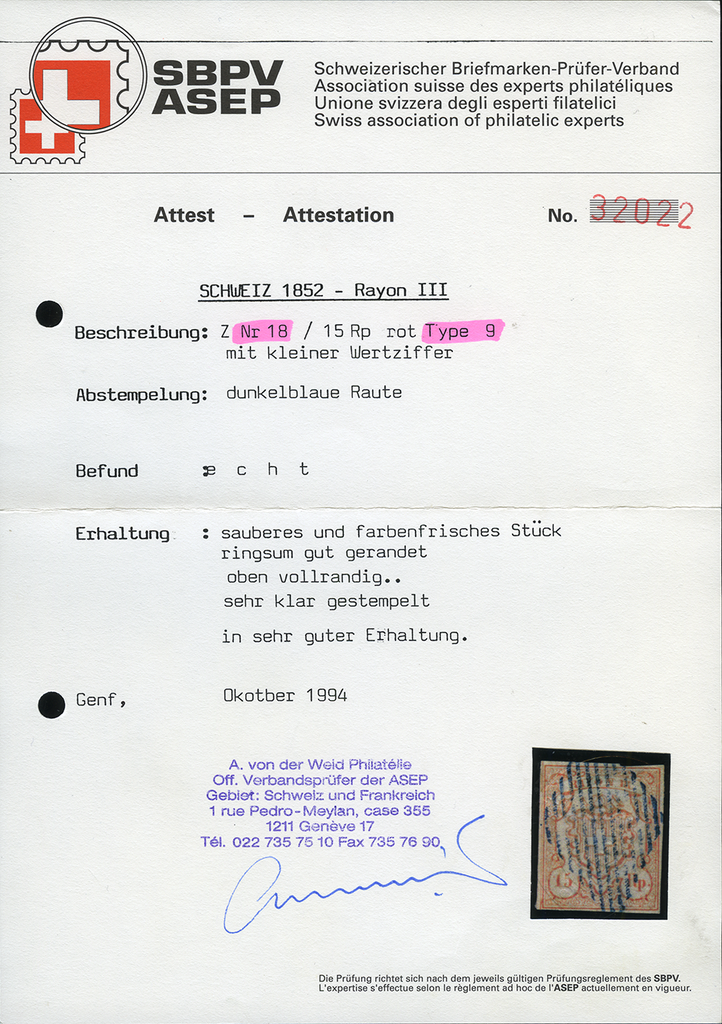 SBPV
ASEP
Schweizerischer Briefmarken-Prüfer-Verband
Association suisse des experts philatéliques
Unione svizzera degli esperti filatelici
Swiss association of philatelic experts
Attest – Attestation No. 32022
SCHWEIZ 1852 - Rayon III
Beschreibung: Z Nr 18 / 15 Rp rot Type 9
mit kleiner Wertziffer
Abstempelung: dunkelblaue Raute
Befund : e c h t
Erhaltung : sauberes und farbenfrisches Stück
ringsum gut gerandet
oben vollrandig..
sehr klar gestempelt
in sehr guter Erhaltung.
Genf, Okotber 1994
A. von der Weid Philatélie
Off. Verbandsprüfer der ASEP
Gebiet: Schweiz und Frankreich
1 rue Pedro-Meylan, case 355
1211 Genève 17
Tél. 022 735 75 10 Fax 735 76 90
15 Rp
Die Prüfung richtet sich nach dem jeweils gültigen Prüfungsreglement des SBPV.
L'expertise s'effectue selon le règlement ad hoc de l'ASEP actuellement en vigueur.